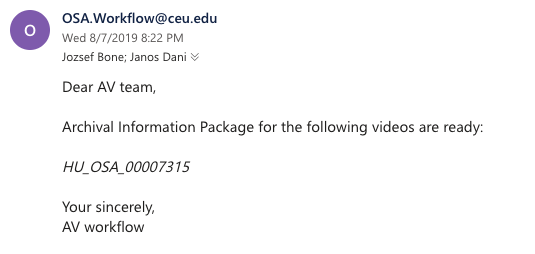 O
OSA.Workflow@ceu.edu
Wed 8/7/2019 8:22 PM
Jozsef Bone; Janos Dani
Dear AV team,
Archival Information Package for the following videos are ready:
HU_OSA_00007315
Your sincerely,
AV workflow